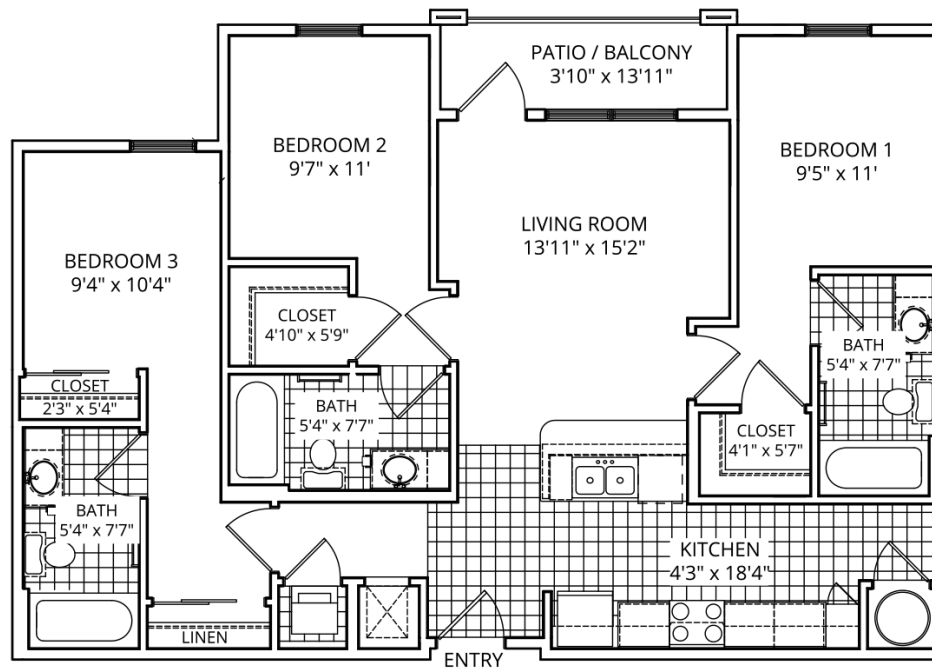 PATIO / BALCONY
3'10" x 13'11"
BEDROOM 2
9'7" x 11'
BEDROOM 1
9'5" x 11'
LIVING ROOM
13'11" x 15'2"
BEDROOM 3
9'4" x 10'4"
CLOSET
4'10" x 5'9"
BATH
5'4" x 7'7"
CLOSET
2'3" x 5'4"
BATH
5'4" x 7'7"
CLOSET
4'1" x 5'7"
BATH
5'4" x 7'7"
KITCHEN
4'3" x 18'4"
LINEN
ENTRY